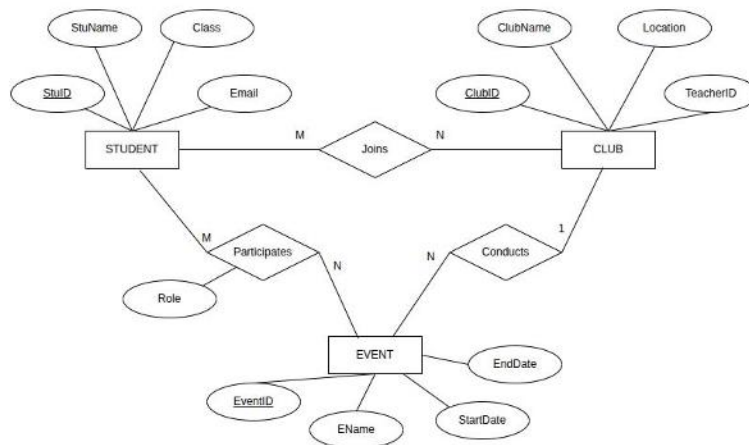 StuName
Class
ClubName
Location
StuID
Email
ClubID
TeacherID
STUDENT
M
Joins
N
CLUB
M
Participates
N
N
Conducts
1
Role
EVENT
EndDate
EventID
StartDate
EName